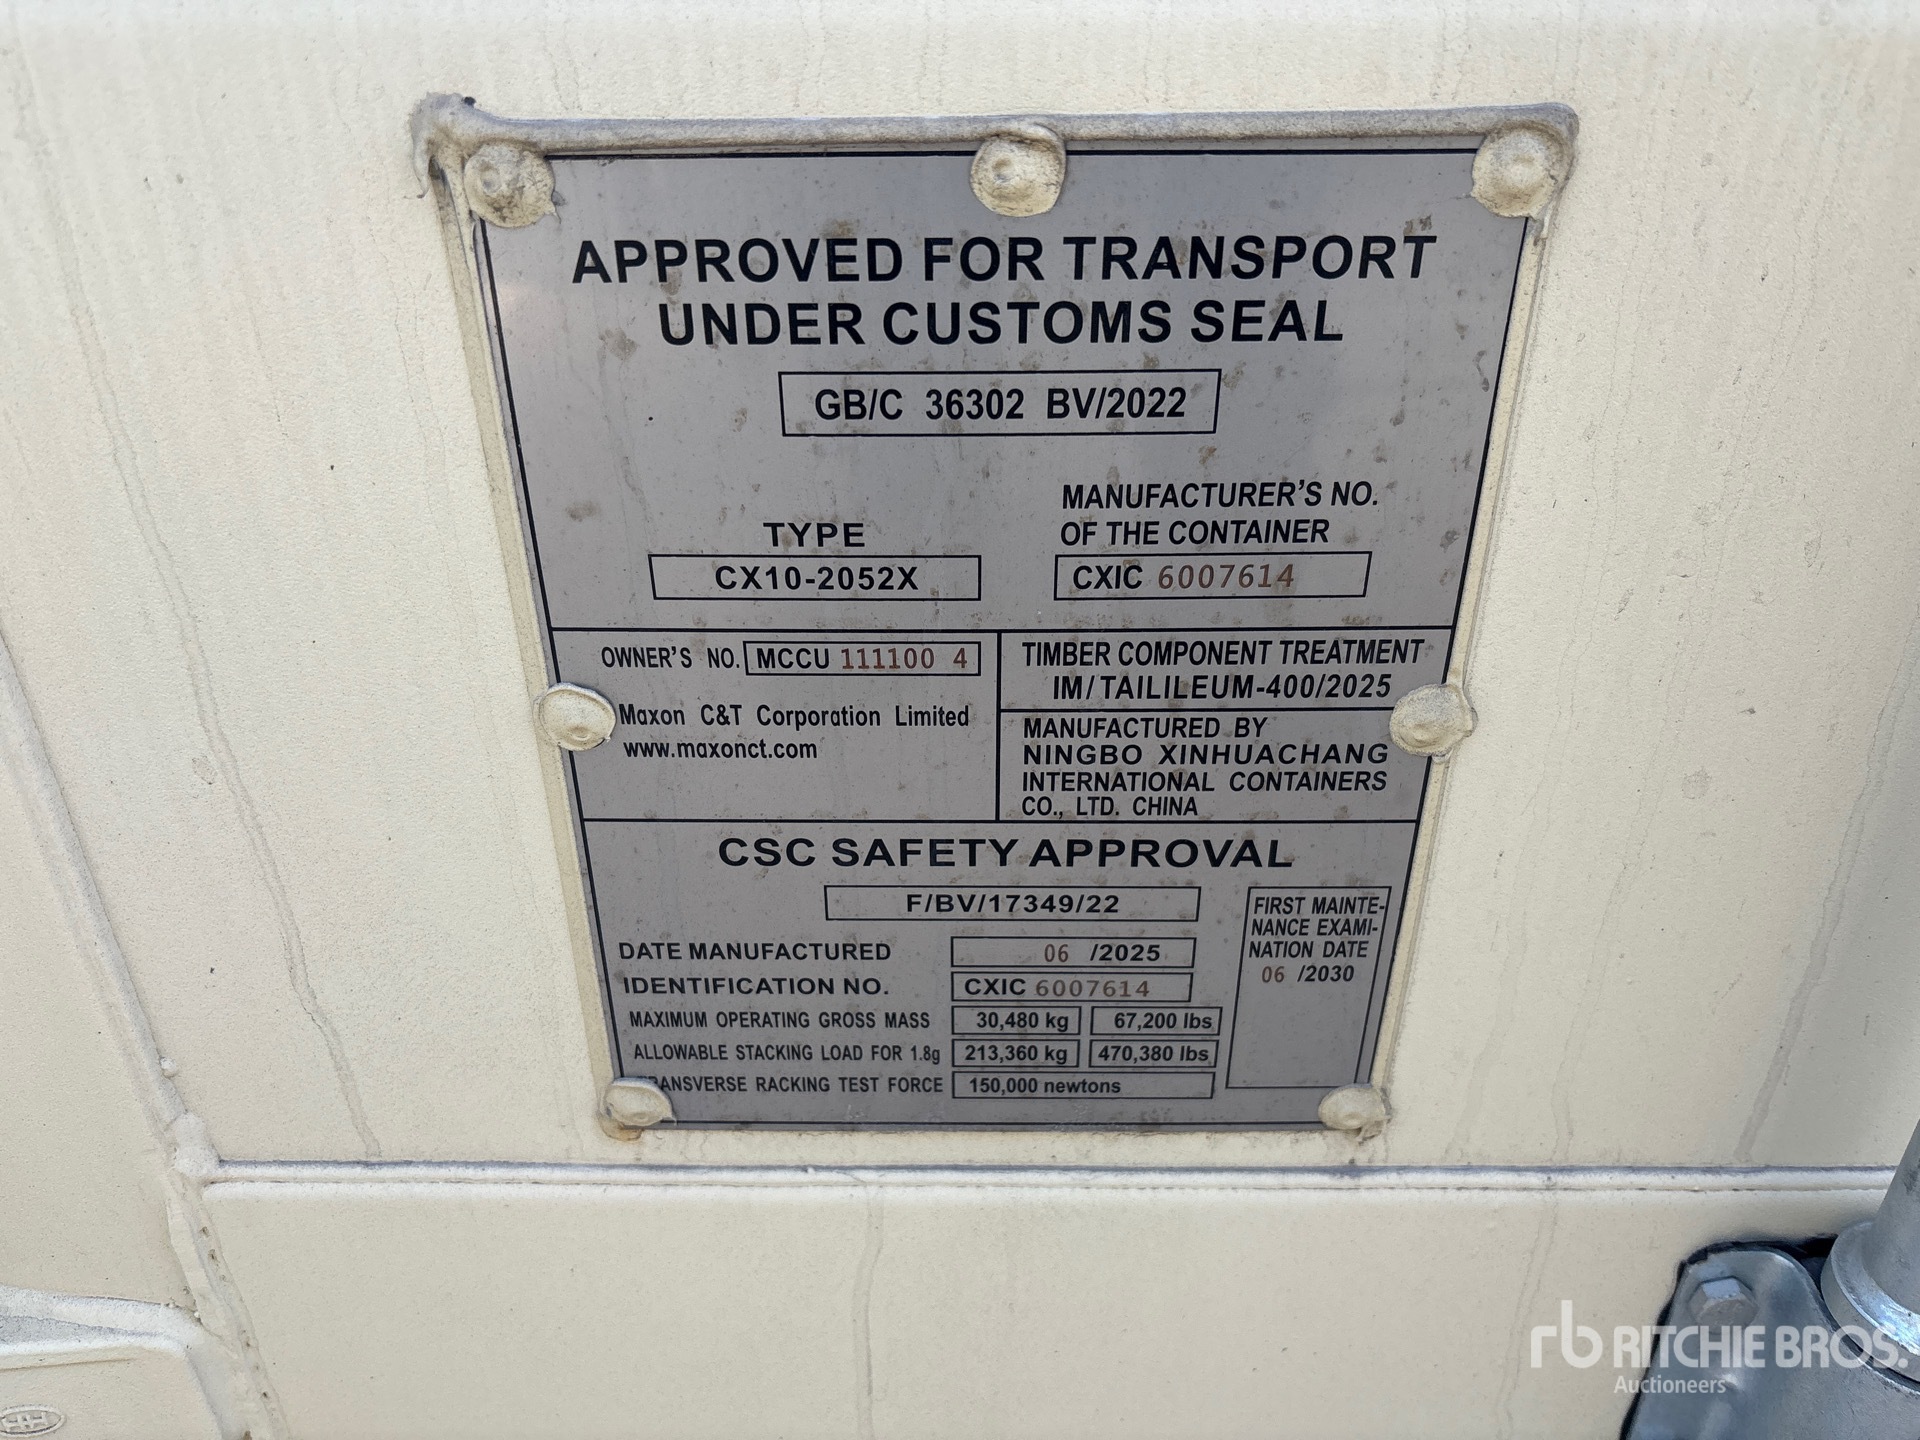 APPROVED FOR TRANSPORT
UNDER CUSTOMS SEAL
GB/C 36302 BV/2022
TYPE
CX10-2052X
MANUFACTURER'S NO.
OF THE CONTAINER
CXIC 6007614
OWNER'S NO. MCCU 111100 4
Maxon C&T Corporation Limited
www.maxonct.com
TIMBER COMPONENT TREATMENT
IM/TAILILEUM-400/2025
MANUFACTURED BY
NINGBO XINHUACHANG
INTERNATIONAL CONTAINERS
CO., LTD. CHINA
CSC SAFETY APPROVAL
F/BV/17349/22
DATE MANUFACTURED 06 /2025
IDENTIFICATION NO. CXIC 6007614
MAXIMUM OPERATING GROSS MASS 30,480 kg 67,200 lbs
ALLOWABLE STACKING LOAD FOR 1.8g 213,360 kg 470,380 lbs
TRANSVERSE RACKING TEST FORCE 150,000 newtons
FIRST MAINTE-
NANCE EXAMI-
NATION DATE
06 /2030
rb RITCHIE BROS.
Auctioneers